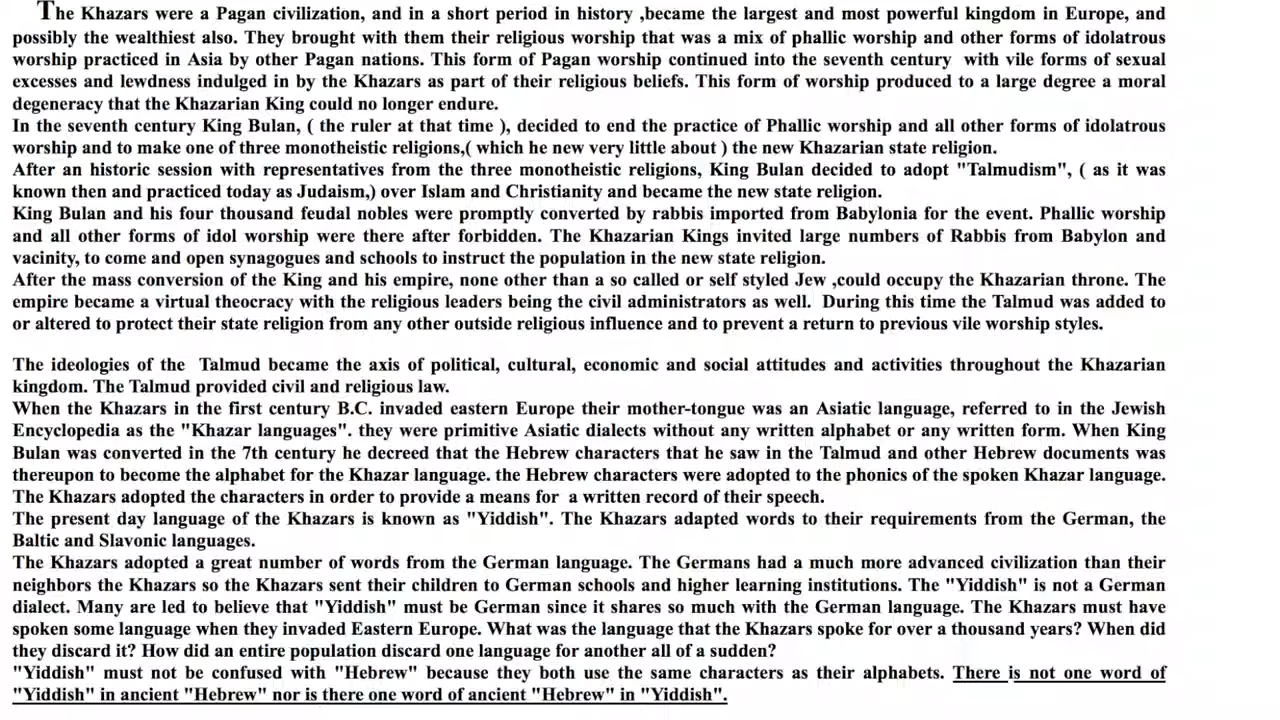 The Khazars were a Pagan civilization, and in a short period in history ,became the largest and most powerful kingdom in Europe, and
possibly the wealthiest also. They brought with them their religious worship that was a mix of phallic worship and other forms of idolatrous
worship practiced in Asia by other Pagan nations. This form of Pagan worship continued into the seventh century  with vile forms of sexual
excesses and lewdness indulged in by the Khazars as part of their religious beliefs. This form of worship produced to a large degree a moral
degeneracy that the Khazarian King could no longer endure.
In the seventh century King Bulan, ( the ruler at that time ), decided to end the practice of Phallic worship and all other forms of idolatrous
worship and to make one of three monotheistic religions,( which he new very little about ) the new Khazarian state religion.
After an historic session with representatives from the three monotheistic religions, King Bulan decided to adopt "Talmudism", ( as it was
known then and practiced today as Judaism,) over Islam and Christianity and became the new state religion.
King Bulan and his four thousand feudal nobles were promptly converted by rabbis imported from Babylonia for the event. Phallic worship
and all other forms of idol worship were there after forbidden. The Khazarian Kings invited large numbers of Rabbis from Babylon and
vacinity, to come and open synagogues and schools to instruct the population in the new state religion.
After the mass conversion of the King and his empire, none other than a so called or self styled Jew ,could occupy the Khazarian throne. The
empire became a virtual theocracy with the religious leaders being the civil administrators as well.  During this time the Talmud was added to
or altered to protect their state religion from any other outside religious influence and to prevent a return to previous vile worship styles.
The ideologies of the  Talmud became the axis of political, cultural, economic and social attitudes and activities throughout the Khazarian
kingdom. The Talmud provided civil and religious law.
When the Khazars in the first century B.C. invaded eastern Europe their mother-tongue was an Asiatic language, referred to in the Jewish
Encyclopedia as the "Khazar languages". they were primitive Asiatic dialects without any written alphabet or any written form. When King
Bulan was converted in the 7th century he decreed that the Hebrew characters that he saw in the Talmud and other Hebrew documents was
thereupon to become the alphabet for the Khazar language. the Hebrew characters were adopted to the phonics of the spoken Khazar language.
The Khazars adopted the characters in order to provide a means for  a written record of their speech.
The present day language of the Khazars is known as "Yiddish". The Khazars adapted words to their requirements from the German, the
Baltic and Slavonic languages.
The Khazars adopted a great number of words from the German language. The Germans had a much more advanced civilization than their
neighbors the Khazars so the Khazars sent their children to German schools and higher learning institutions. The "Yiddish" is not a German
dialect. Many are led to believe that "Yiddish" must be German since it shares so much with the German language. The Khazars must have
spoken some language when they invaded Eastern Europe. What was the language that the Khazars spoke for over a thousand years? When did
they discard it? How did an entire population discard one language for another all of a sudden?
"Yiddish" must not be confused with "Hebrew" because they both use the same characters as their alphabets. There is not one word of
"Yiddish" in ancient "Hebrew" nor is there one word of ancient "Hebrew" in "Yiddish".